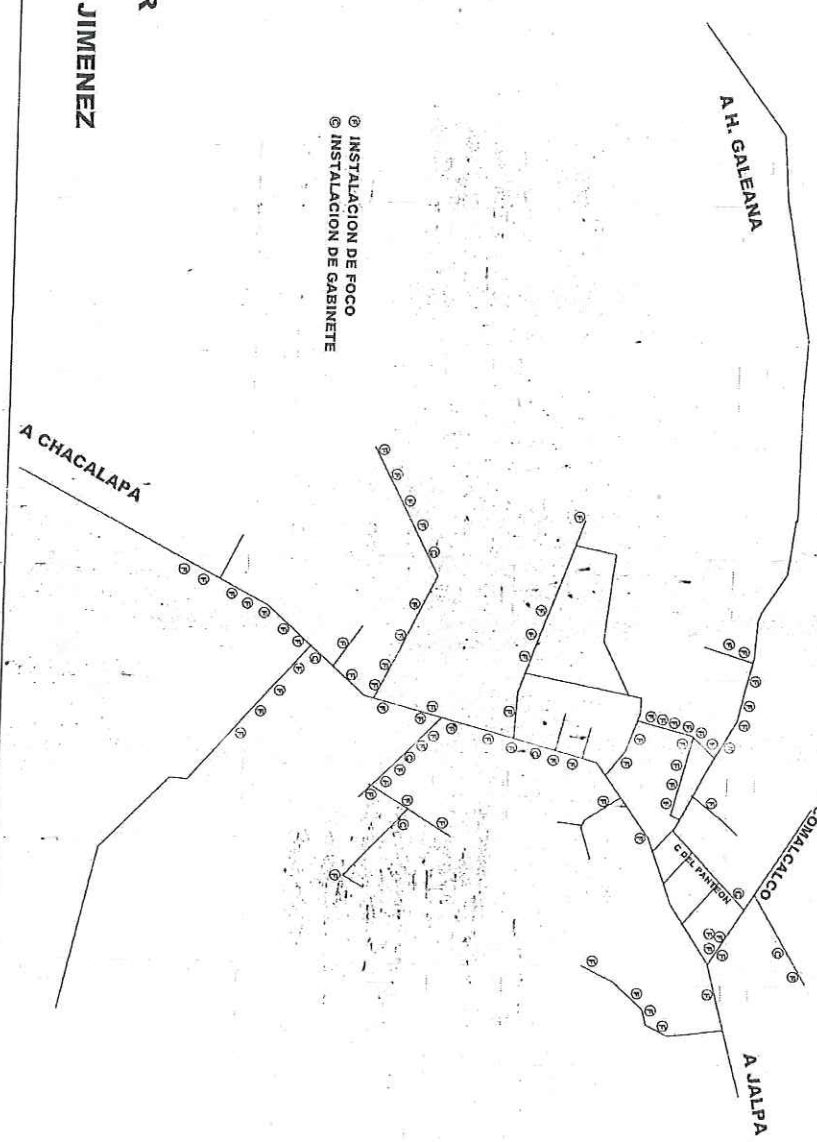 R
JIMENEZ
Ⓕ INSTALACION DE FOCO
Ⓒ INSTALACION DE GABINETE
A H. GALEANA
A CHACALAPA
COMALCALCO
C DEL PANTEON
A JALPA